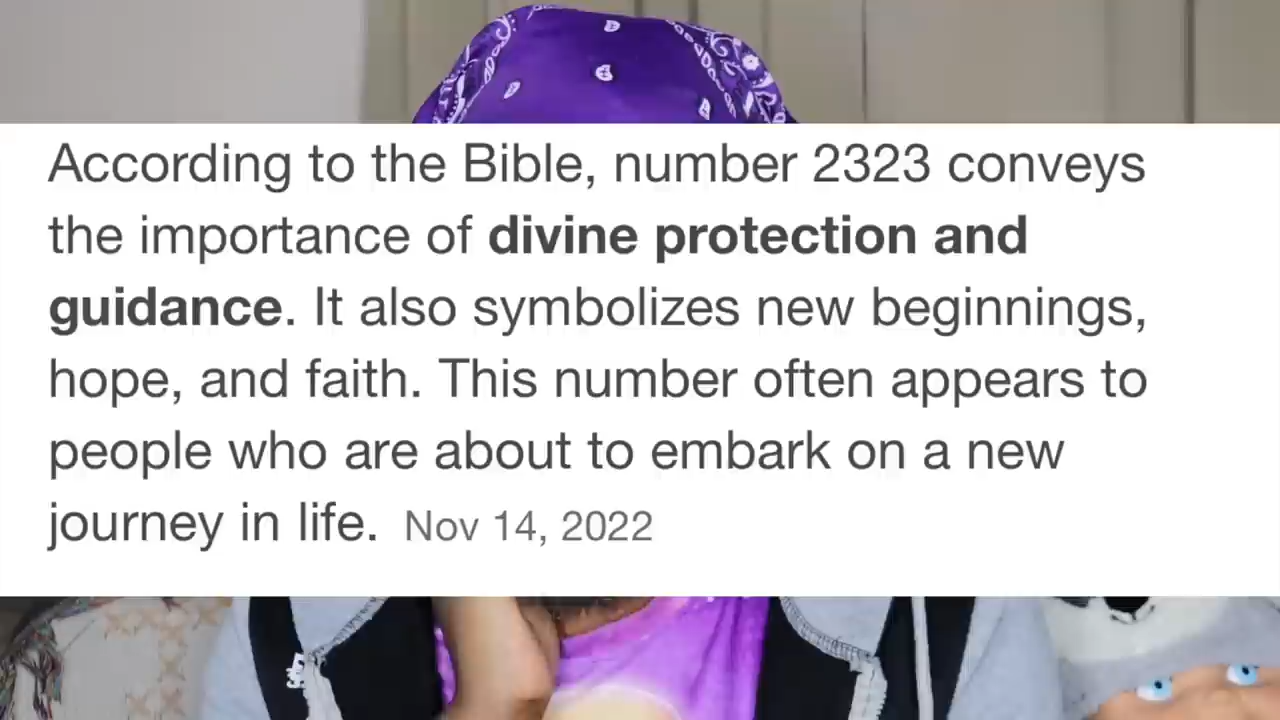 According to the Bible, number 2323 conveys
the importance of divine protection and
guidance. It also symbolizes new beginnings,
hope, and faith. This number often appears to
people who are about to embark on a new
journey in life. Nov 14, 2022